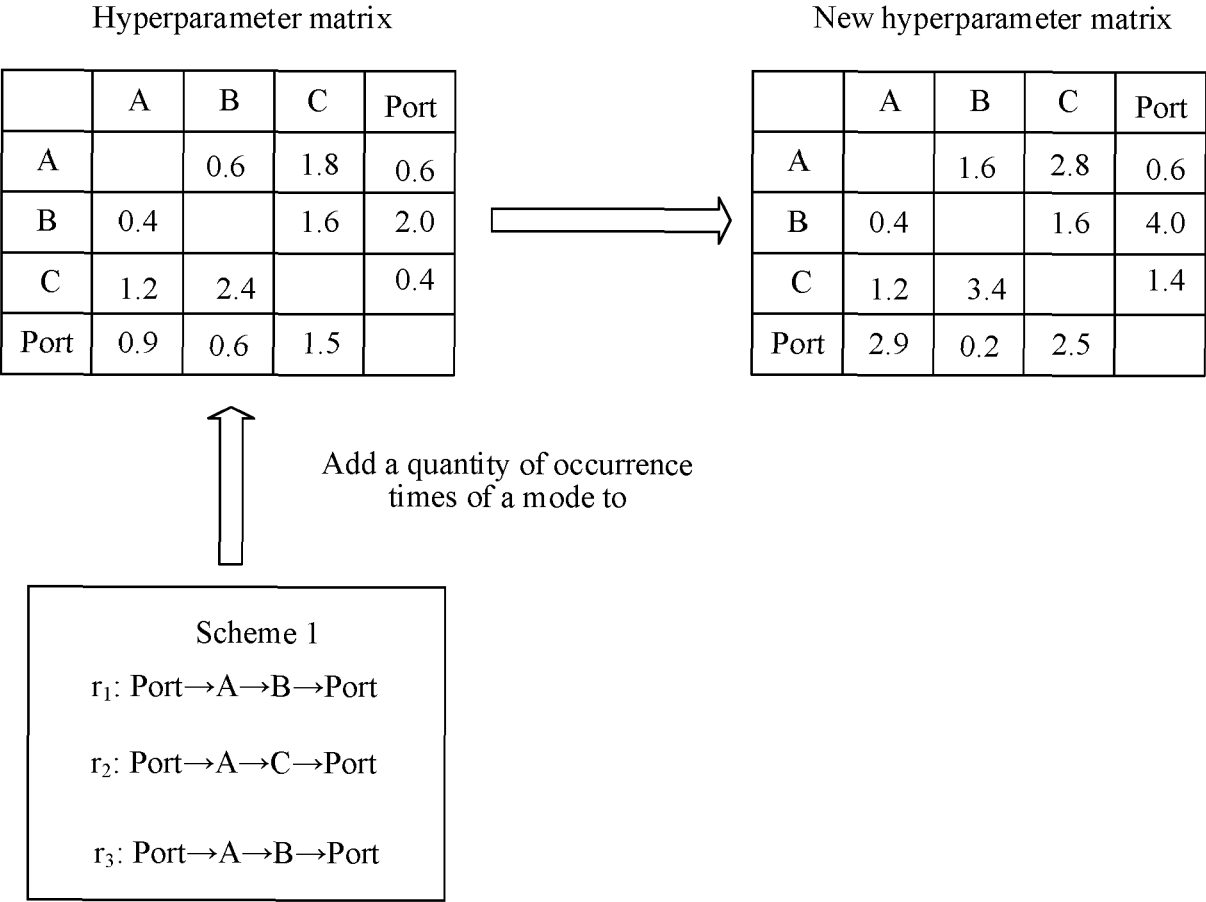 Hyperparameter matrix
A B C Port
A 0.6 1.8 0.6
B 0.4 1.6 2.0
C 1.2 2.4 0.4
Port 0.9 0.6 1.5
New hyperparameter matrix
A B C Port
A 1.6 2.8 0.6
B 0.4 1.6 4.0
C 1.2 3.4 1.4
Port 2.9 0.2 2.5
Add a quantity of occurrence
times of a mode to
Scheme 1
r₁: Port→A→B→Port
r₂: Port→A→C→Port
r₃: Port→A→B→Port